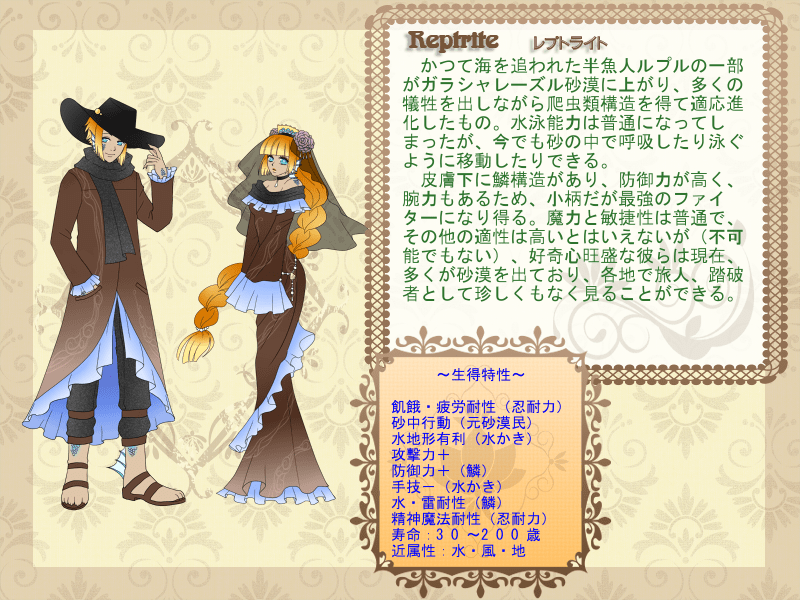 Reptrite　レプトライト
　かつて海を追われた半魚人ルプルの一部
がガラシャレーズル砂漠に上がり、多くの
犠牲を出しながら爬虫類構造を得て適応進
化したもの。水泳能力は普通になってし
まったが、今でも砂の中で呼吸したり泳ぐ
ように移動したりできる。
　皮膚下に鱗構造があり、防御力が高く、
腕力もあるため、小柄だが最強のファイ
ターになり得る。魔力と敏捷性は普通で、
その他の適性は高いとはいえないが（不可
能でもない）、好奇心旺盛な彼らは現在、
多くが砂漠を出ており、各地で旅人、踏破
者として珍しくもなく見ることができる。
～生得特性～
飢餓・疲労耐性（忍耐力）
砂中行動（元砂漠民）
水地形有利（水かき）
攻撃力＋
防御力＋（鱗）
手技－（水かき）
水・雷耐性（鱗）
精神魔法耐性（忍耐力）
寿命：３０～２００歳
近属性：水・風・地